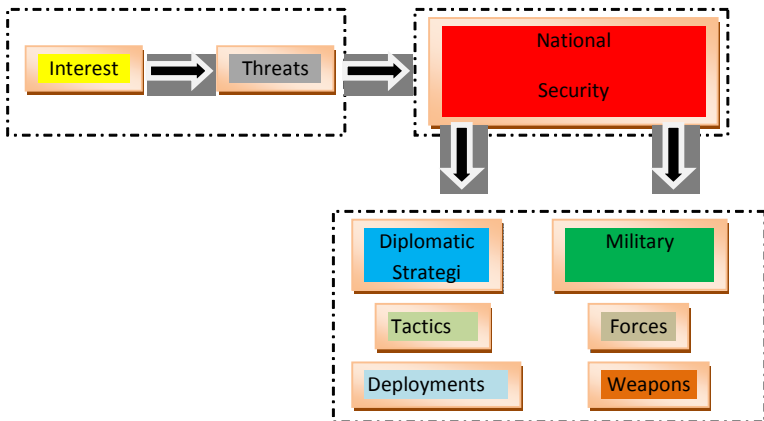 Interest
Threats
National
Security
Diplomatic
Strategi
Military
Tactics
Forces
Deployments
Weapons